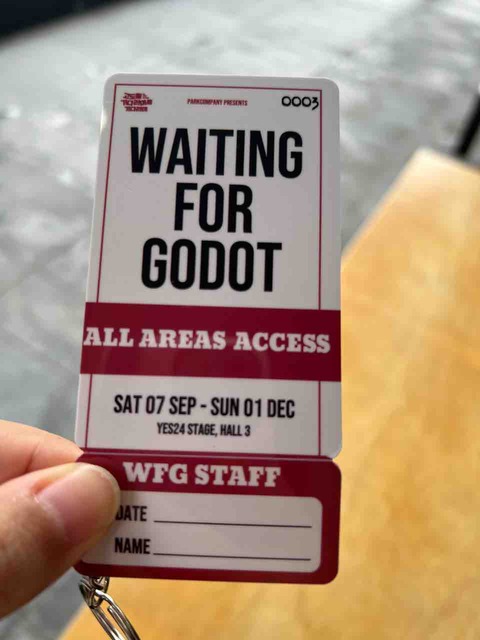 PARKCOMPANY PRESENTS
0003
WAITING
FOR
GODOT
ALL AREAS ACCESS
SAT 07 SEP - SUN 01 DEC
YES24 STAGE, HALL 3
WFG STAFF
DATE
NAME